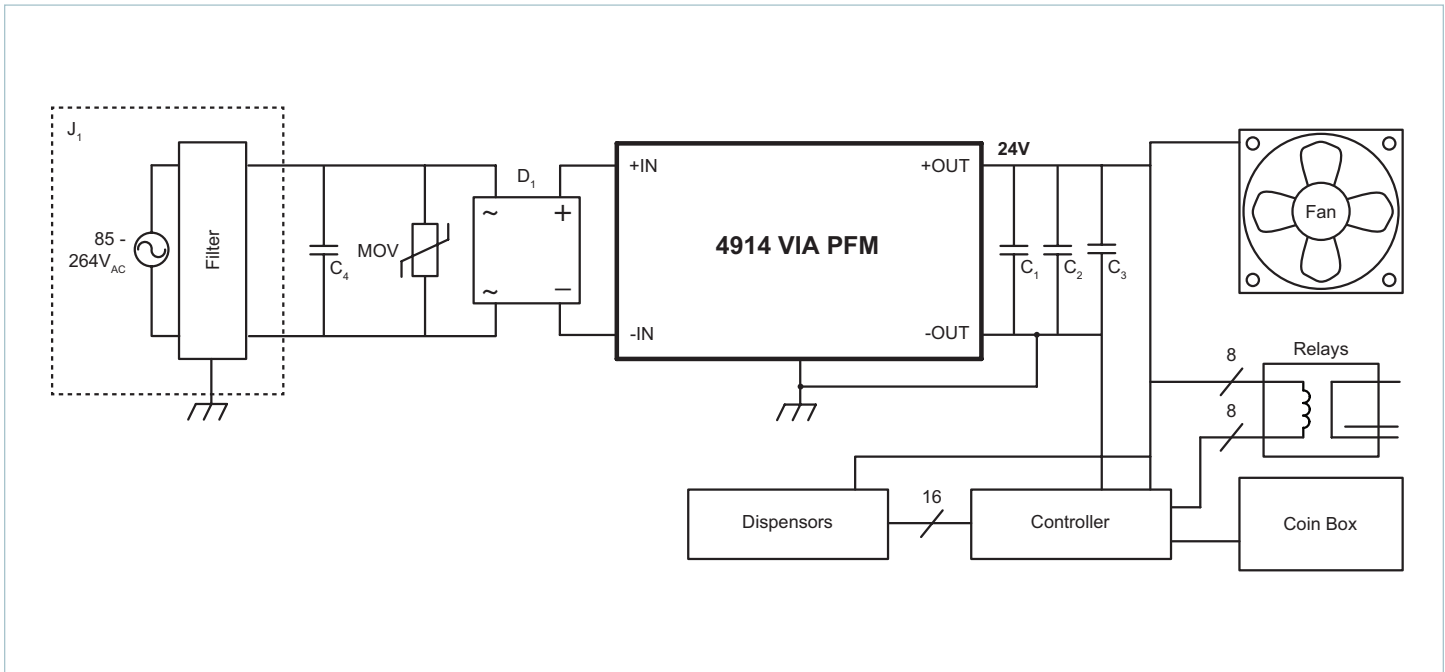 J₁
85 -
264V_AC
Filter
C₄
MOV
D₁
~
+
~
–
+IN
-IN
4914 VIA PFM
+OUT
-OUT
24V
C₁
C₂
C₃
Fan
8
Relays
8
Dispensors
16
Controller
Coin Box